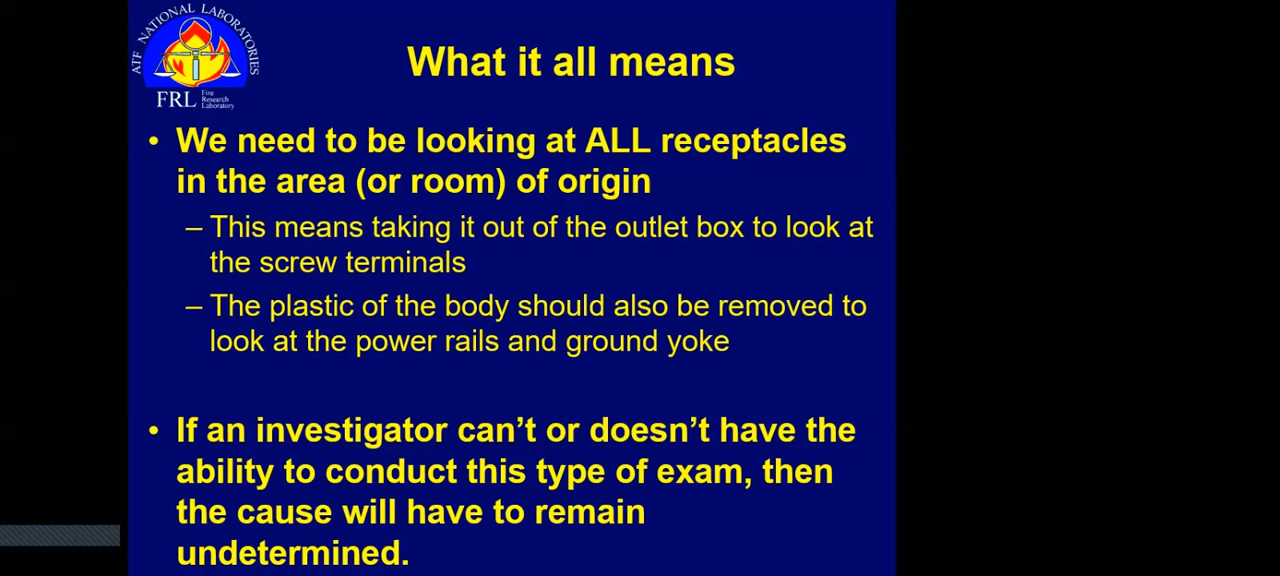 ATF NATIONAL LABORATORIES
FRL Fire Research Laboratory
What it all means
• We need to be looking at ALL receptacles
in the area (or room) of origin
– This means taking it out of the outlet box to look at
the screw terminals
– The plastic of the body should also be removed to
look at the power rails and ground yoke
• If an investigator can't or doesn't have the
ability to conduct this type of exam, then
the cause will have to remain
undetermined.